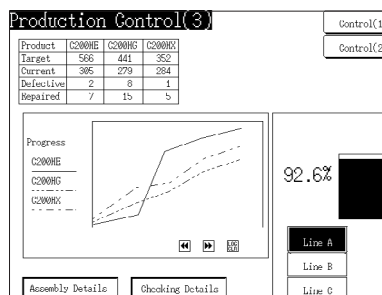 Production Control(3)
Control(1
Control(2
Product C200HE C200HG C200HX
Target 566 441 352
Current 305 279 284
Defective 2 8 1
Repaired 7 15 5
Progress
C200HE
C200HG
C200HX
92.6%
LOG
CLR
Line A
Line B
Line C
Assembly Details
Checking Details